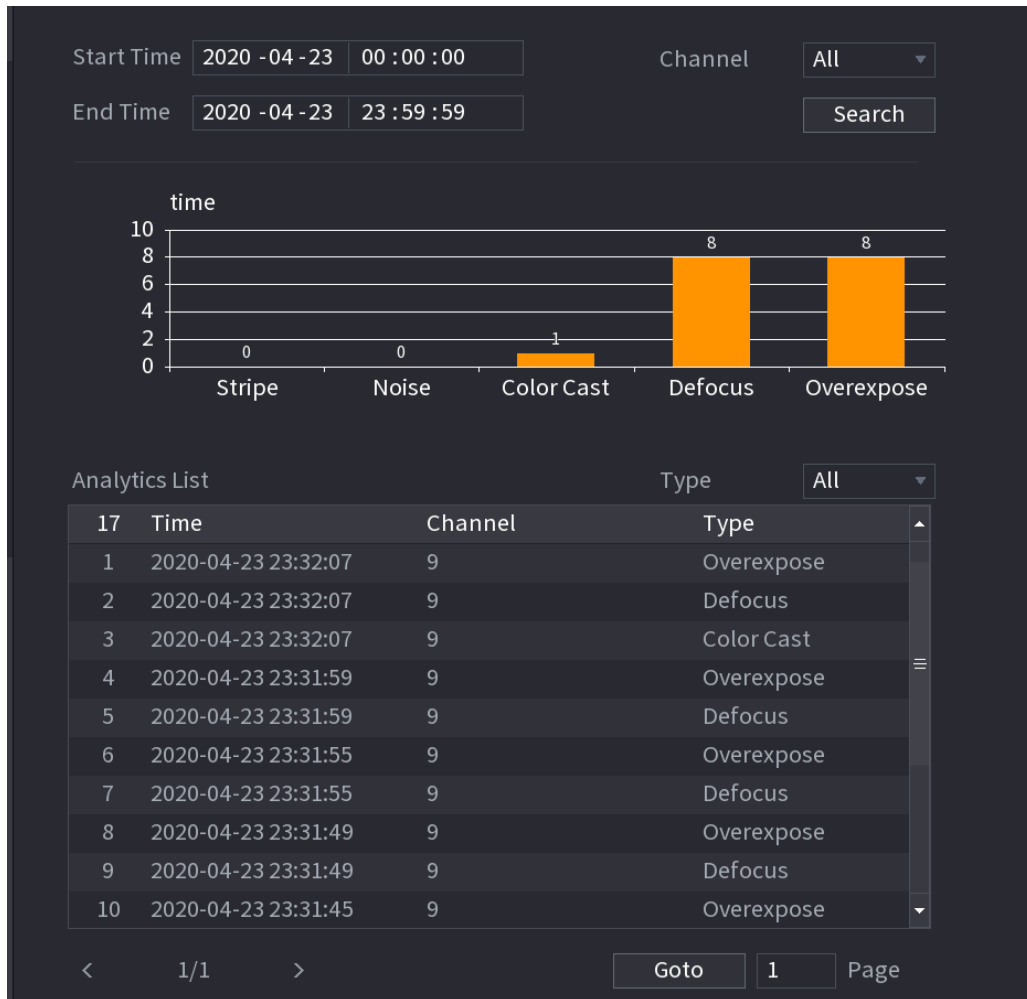 Start Time 2020 -04 -23 00 : 00 : 00 Channel All
End Time 2020 -04 -23 23 : 59 : 59 Search
time
10
8
6
4
2
0
0 0 1 8 8
Stripe Noise Color Cast Defocus Overexpose
Analytics List Type All
17 Time Channel Type
1 2020-04-23 23:32:07 9 Overexpose
2 2020-04-23 23:32:07 9 Defocus
3 2020-04-23 23:32:07 9 Color Cast
4 2020-04-23 23:31:59 9 Overexpose
5 2020-04-23 23:31:59 9 Defocus
6 2020-04-23 23:31:55 9 Overexpose
7 2020-04-23 23:31:55 9 Defocus
8 2020-04-23 23:31:49 9 Overexpose
9 2020-04-23 23:31:49 9 Defocus
10 2020-04-23 23:31:45 9 Overexpose
< 1/1 > Goto 1 Page